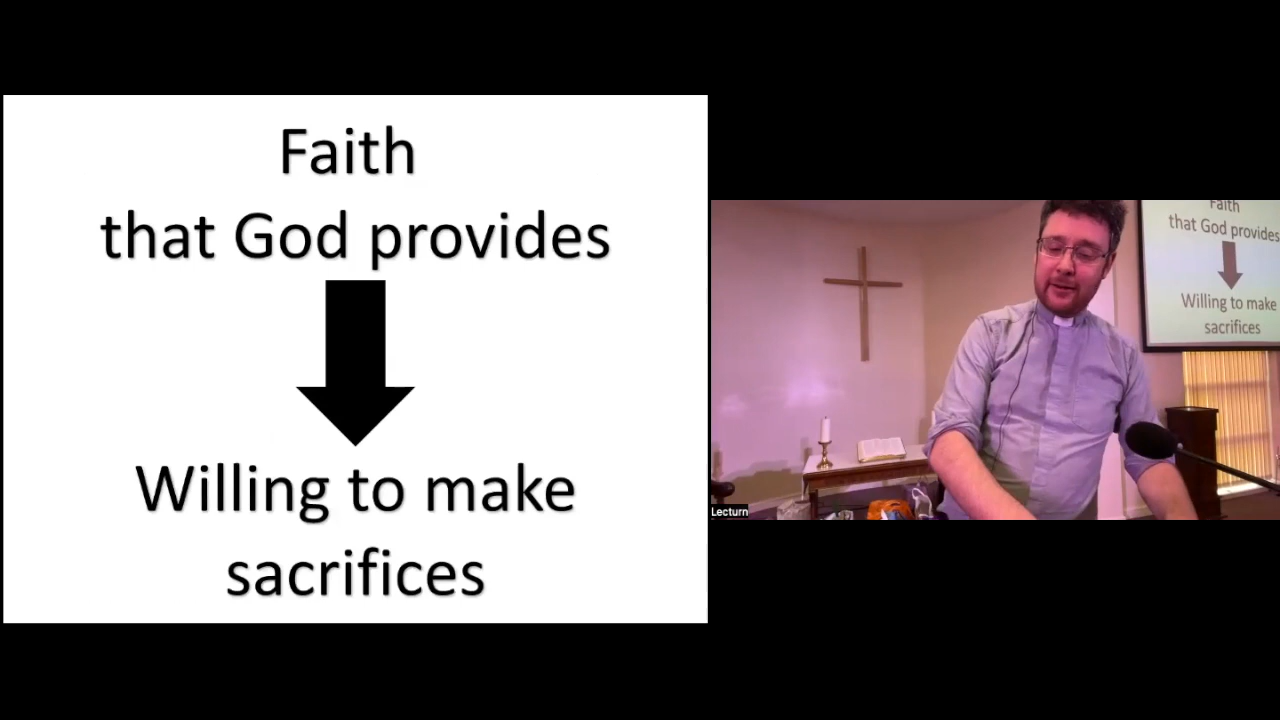 Faith
that God provides
Willing to make
sacrifices
Faith
that God provides
Willing to make
sacrifices
Lecturn